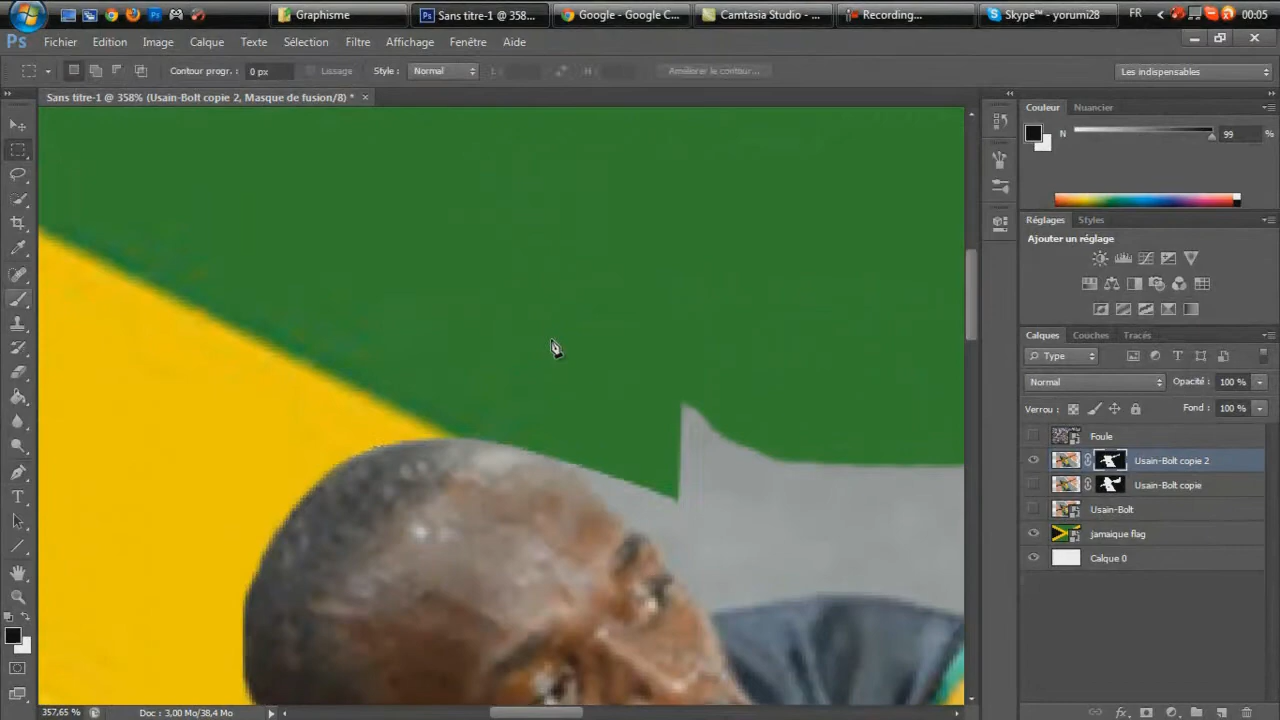 Graphisme
Sans titre-1 @ 358...
Google - Google C...
Camtasia Studio - ...
Recording...
Skype™ - yorumi28
FR
00:05
Ps
Fichier Edition Image Calque Texte Sélection Filtre Affichage Fenêtre Aide
Contour progr. : 0 px Lissage Style : Normal L : H : Améliorer le contour... Les indispensables
Sans titre-1 @ 358% (Usain-Bolt copie 2, Masque de fusion/8) *
Couleur Nuancier
N 99 %
Réglages Styles
Ajouter un réglage
Calques Couches Tracés
Type
Normal Opacité : 100 %
Verrou : Fond : 100 %
Foule
Usain-Bolt copie 2
Usain-Bolt copie
Usain-Bolt
jamaique flag
Calque 0
357,65 % Doc : 3,00 Mo/38,4 Mo